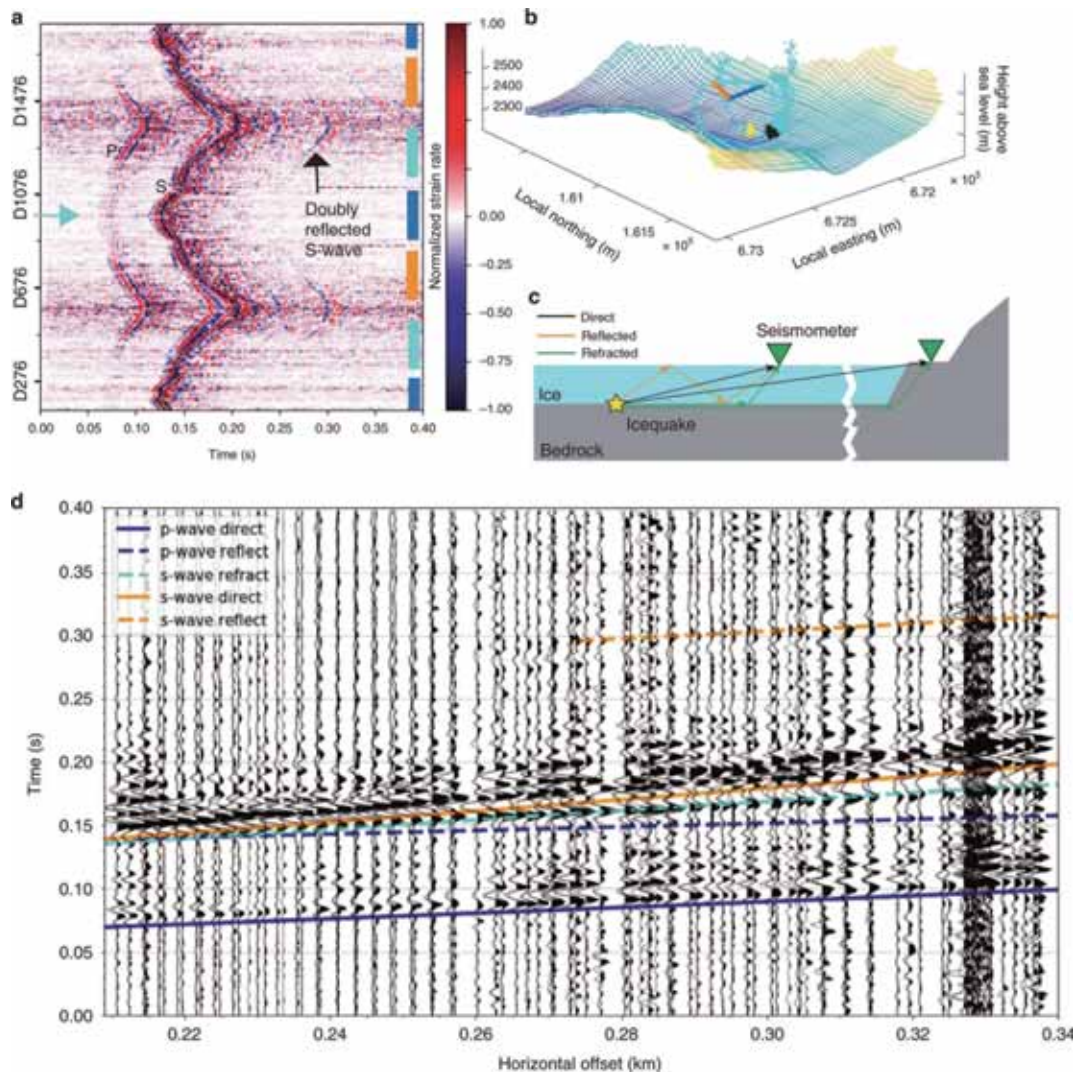 a
1.00
0.75
0.50
0.25
0.00
−0.25
−0.50
−0.75
−1.00
Normalized strain rate
D1476
D1076
D676
D276
P
S
Doubly
reflected
S-wave
0.00
0.05
0.10
0.15
0.20
0.25
0.30
0.35
0.40
Time (s)
b
2500
2400
2300
Height above
sea level (m)
Local northing (m)
1.61
1.615
× 10⁵
6.73
6.725
6.72
× 10⁵
Local easting (m)
c
Direct
Reflected
Refracted
Seismometer
Ice
Icequake
Bedrock
d
p-wave direct
p-wave reflect
s-wave refract
s-wave direct
s-wave reflect
0.40
0.35
0.30
0.25
0.20
0.15
0.10
0.05
0.00
Time (s)
0.22
0.24
0.26
0.28
0.30
0.32
0.34
Horizontal offset (km)